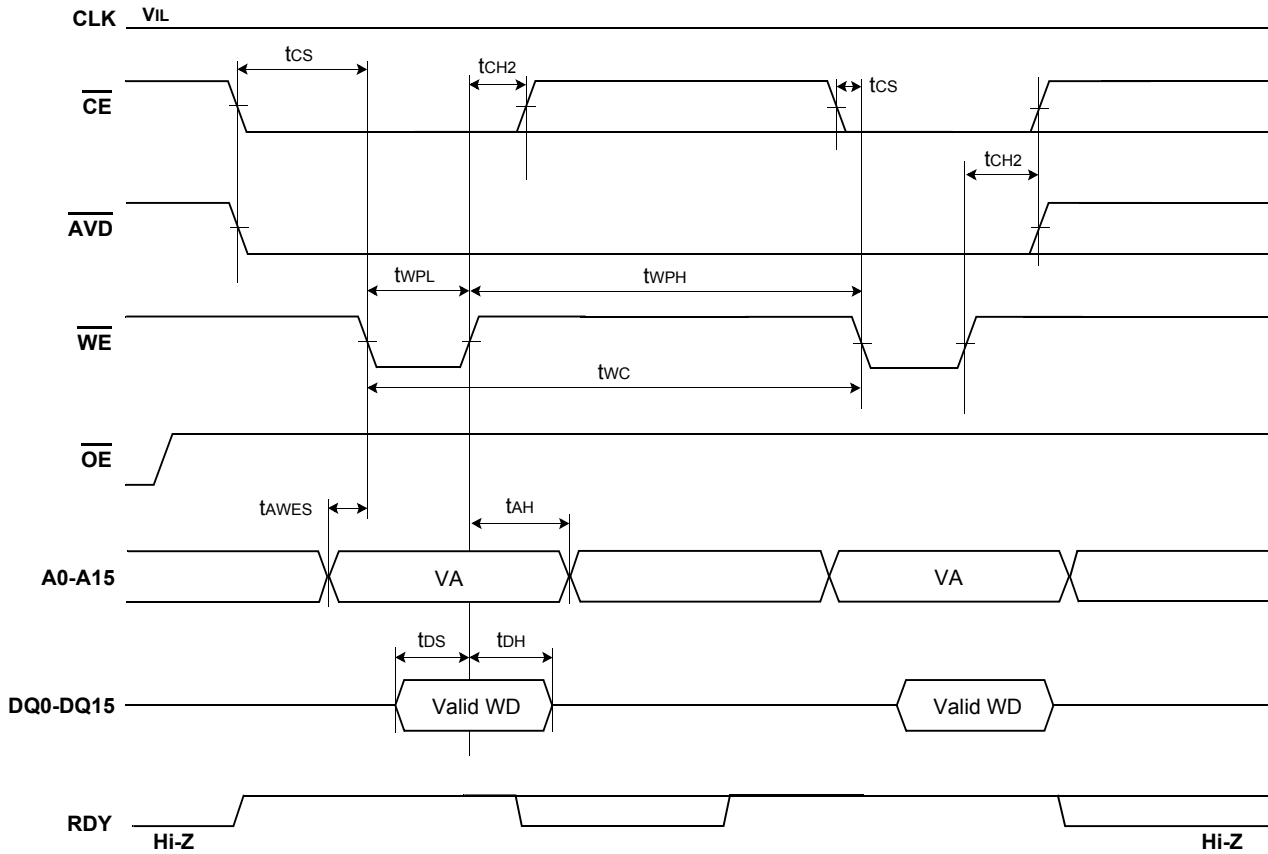 CLK VIL
tCS
tCH2
tCS
CE
tCH2
AVD
tWPL
tWPH
WE
tWC
OE
tAWES
tAH
A0-A15
VA
VA
tDS
tDH
DQ0-DQ15
Valid WD
Valid WD
RDY
Hi-Z
Hi-Z